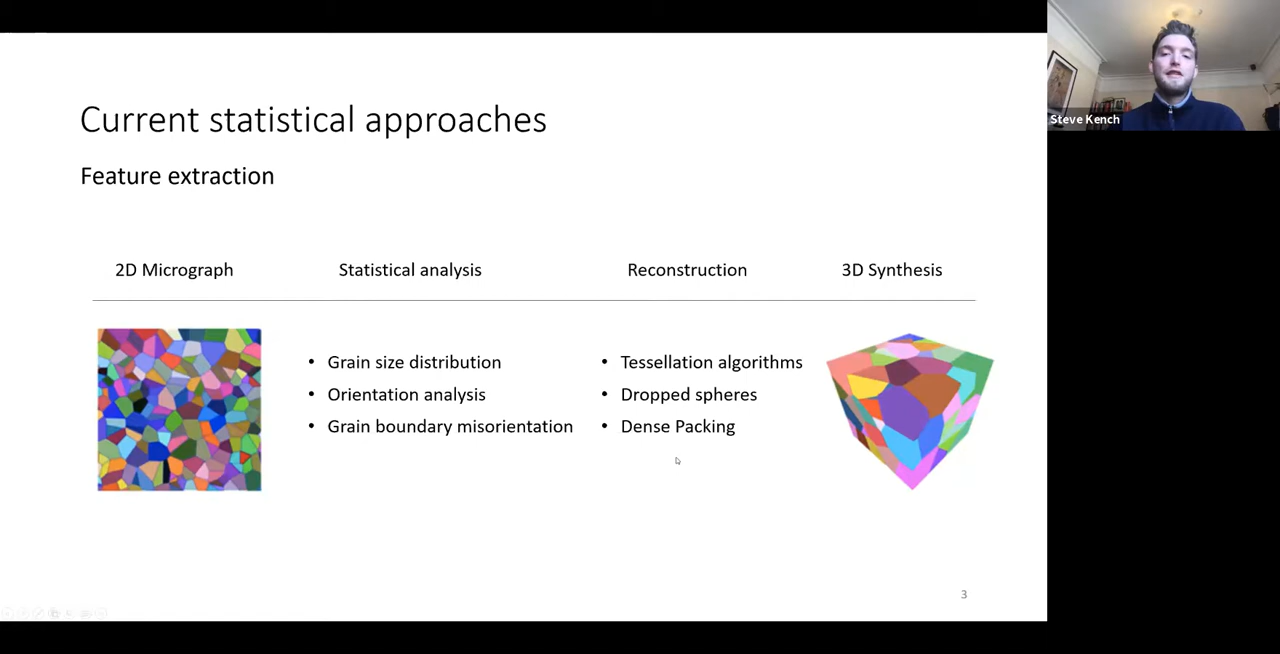 Current statistical approaches
Feature extraction
2D Micrograph
Statistical analysis
Reconstruction
3D Synthesis
• Grain size distribution
• Orientation analysis
• Grain boundary misorientation
• Tessellation algorithms
• Dropped spheres
• Dense Packing
3
Steve Kench